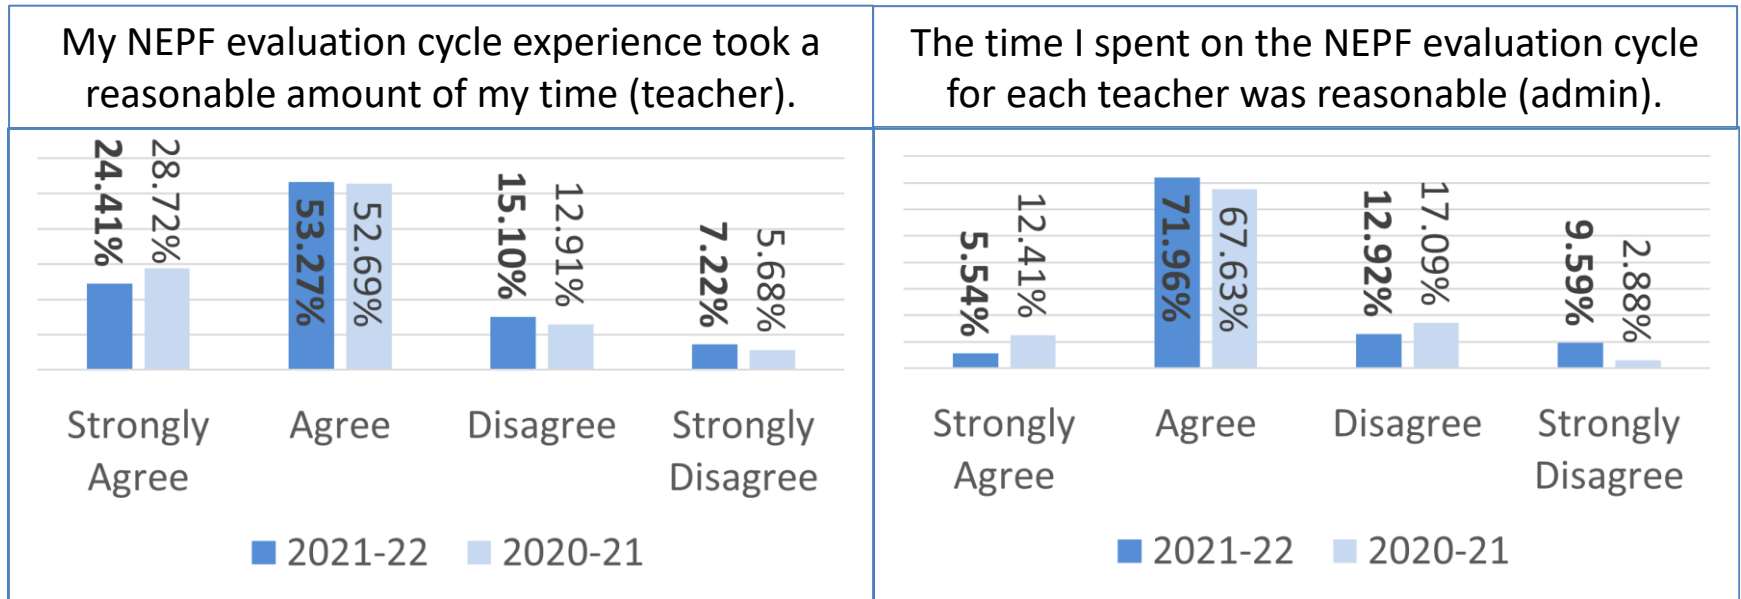 My NEPF evaluation cycle experience took a
reasonable amount of my time (teacher).
24.41%
28.72%
53.27%
52.69%
15.10%
12.91%
7.22%
5.68%
Strongly
Agree
Agree
Disagree
Strongly
Disagree
2021-22
2020-21
The time I spent on the NEPF evaluation cycle
for each teacher was reasonable (admin).
5.54%
12.41%
71.96%
67.63%
12.92%
17.09%
9.59%
2.88%
Strongly
Agree
Agree
Disagree
Strongly
Disagree
2021-22
2020-21